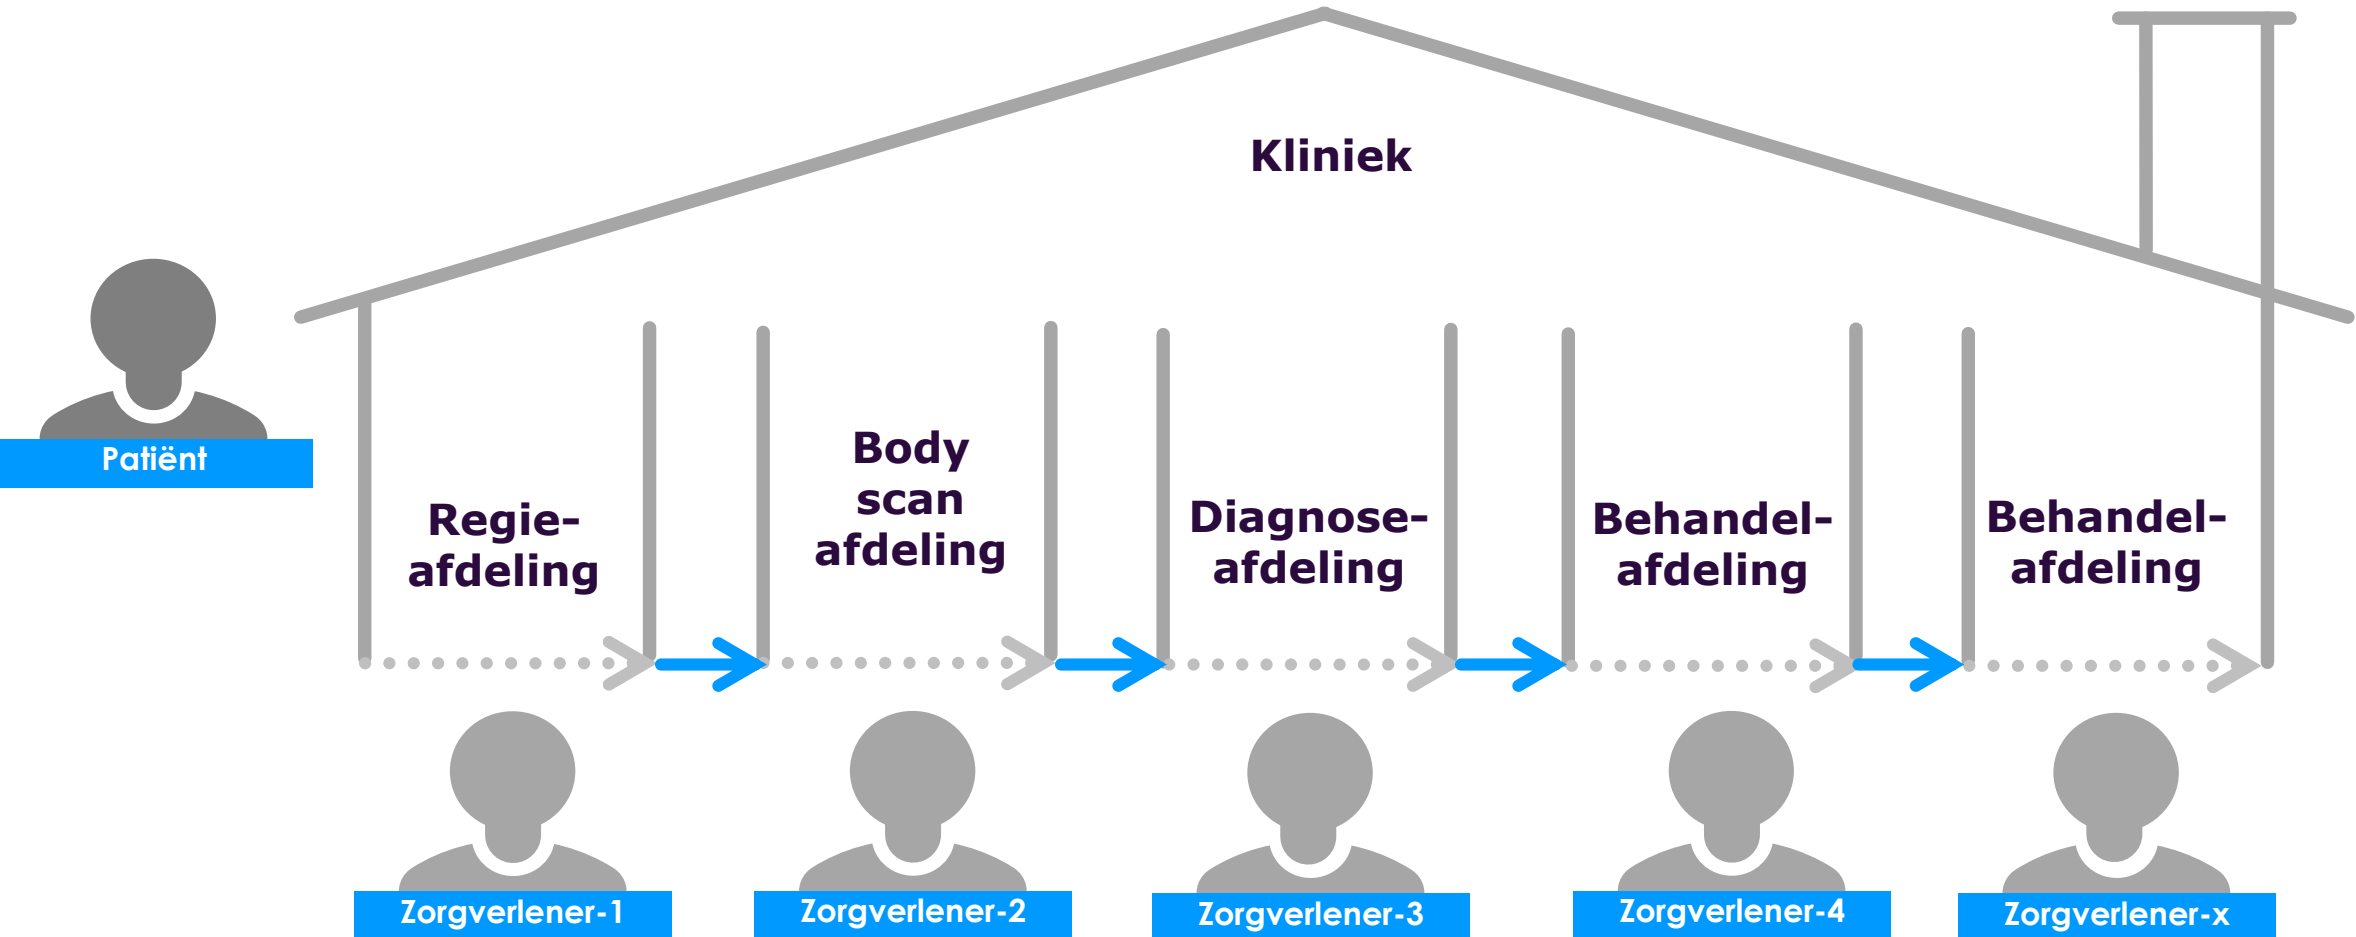 Kliniek
Patiënt
Regie-
afdeling
Body
scan
afdeling
Diagnose-
afdeling
Behandel-
afdeling
Behandel-
afdeling
Zorgverlener-1
Zorgverlener-2
Zorgverlener-3
Zorgverlener-4
Zorgverlener-x